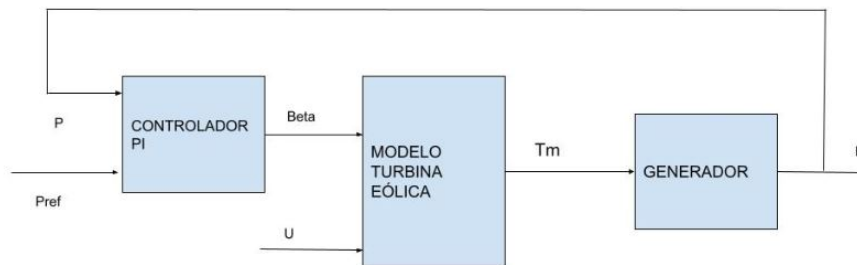 P
CONTROLADOR
PI
Beta
Pref
U
MODELO
TURBINA
EÓLICA
Tm
GENERADOR